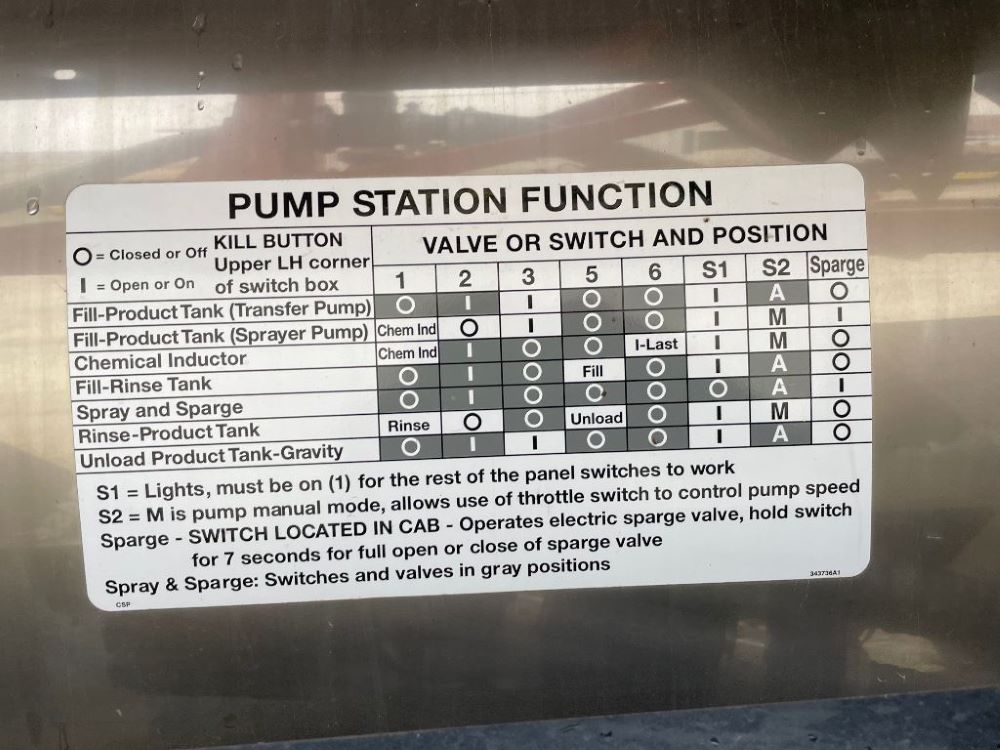 PUMP STATION FUNCTION
O = Closed or Off KILL BUTTON
Upper LH corner
I = Open or On of switch box
VALVE OR SWITCH AND POSITION
1 2 3 5 6 S1 S2 Sparge
Fill-Product Tank (Transfer Pump) O I I O O I A O
Fill-Product Tank (Sprayer Pump) Chem Ind O I O O I M I
Chemical Inductor Chem Ind I O O I-Last I M O
Fill-Rinse Tank O I O Fill O I A O
Spray and Sparge O I O O O O A I
Rinse-Product Tank Rinse O O Unload O I M O
Unload Product Tank-Gravity O I I O O I A O
S1 = Lights, must be on (1) for the rest of the panel switches to work
S2 = M is pump manual mode, allows use of throttle switch to control pump speed
Sparge - SWITCH LOCATED IN CAB - Operates electric sparge valve, hold switch
for 7 seconds for full open or close of sparge valve
Spray & Sparge: Switches and valves in gray positions
CSP
343736A1